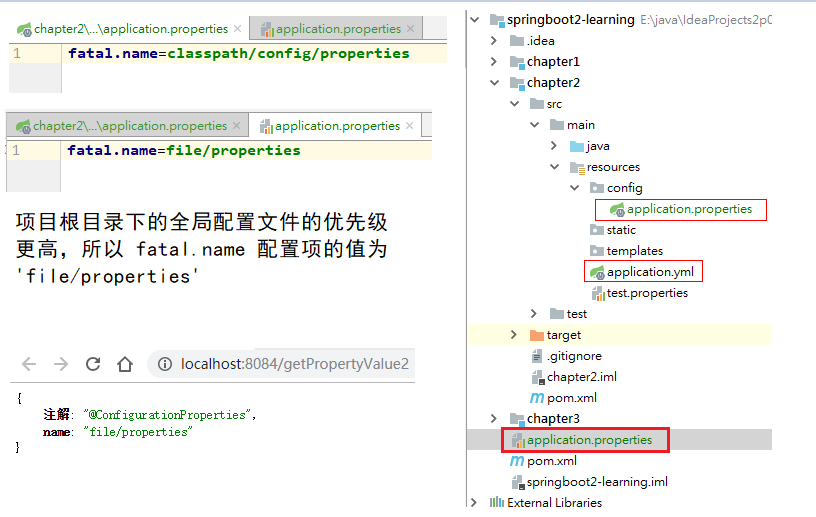 chapter2\...\application.properties
application.properties
1
fatal.name=classpath/config/properties
chapter2\...\application.properties
application.properties
1
fatal.name=file/properties
项目根目录下的全局配置文件的优先级
更高，所以 fatal.name 配置项的值为
'file/properties'
localhost:8084/getPropertyValue2
{
注解: "@ConfigurationProperties",
name: "file/properties"
}
springboot2-learning E:\java\IdeaProjects2p0
.idea
chapter1
chapter2
src
main
java
resources
config
application.properties
static
templates
application.yml
test.properties
test
target
.gitignore
chapter2.iml
pom.xml
chapter3
application.properties
pom.xml
springboot2-learning.iml
External Libraries